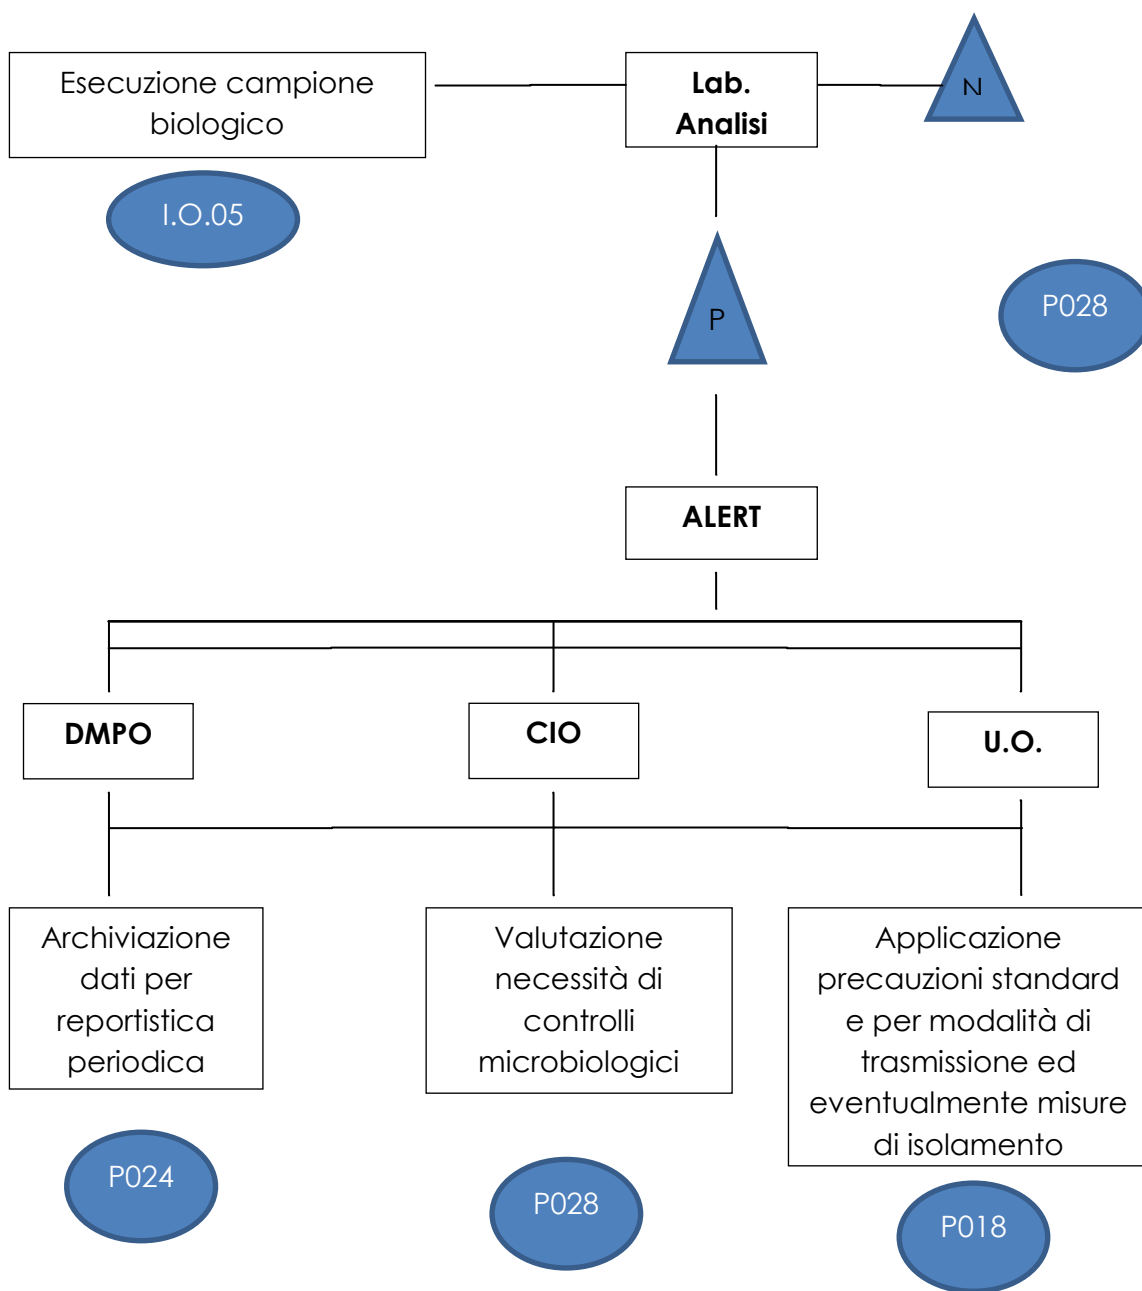 Esecuzione campione
biologico
Lab.
Analisi
N
I.O.05
P
P028
ALERT
DMPO
CIO
U.O.
Archiviazione
dati per
reportistica
periodica
Valutazione
necessità di
controlli
microbiologici
Applicazione
precauzioni standard
e per modalità di
trasmissione ed
eventualmente misure
di isolamento
P024
P028
P018